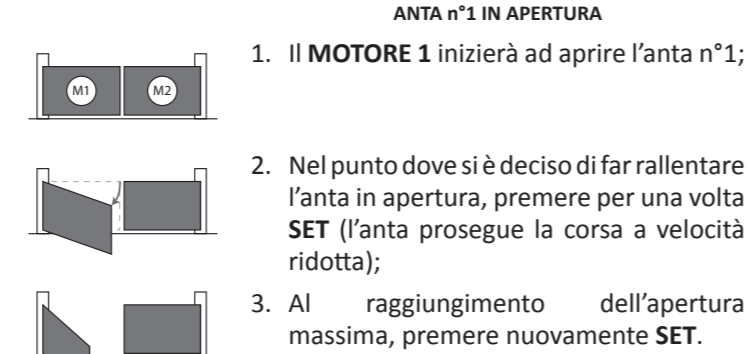 ANTA n°1 IN APERTURA
1. Il MOTORE 1 inizierà ad aprire l’anta n°1;
M1 M2
2. Nel punto dove si è deciso di far rallentare
l’anta in apertura, premere per una volta
SET (l’anta prosegue la corsa a velocità
ridotta);
3. Al raggiungimento dell’apertura
massima, premere nuovamente SET.